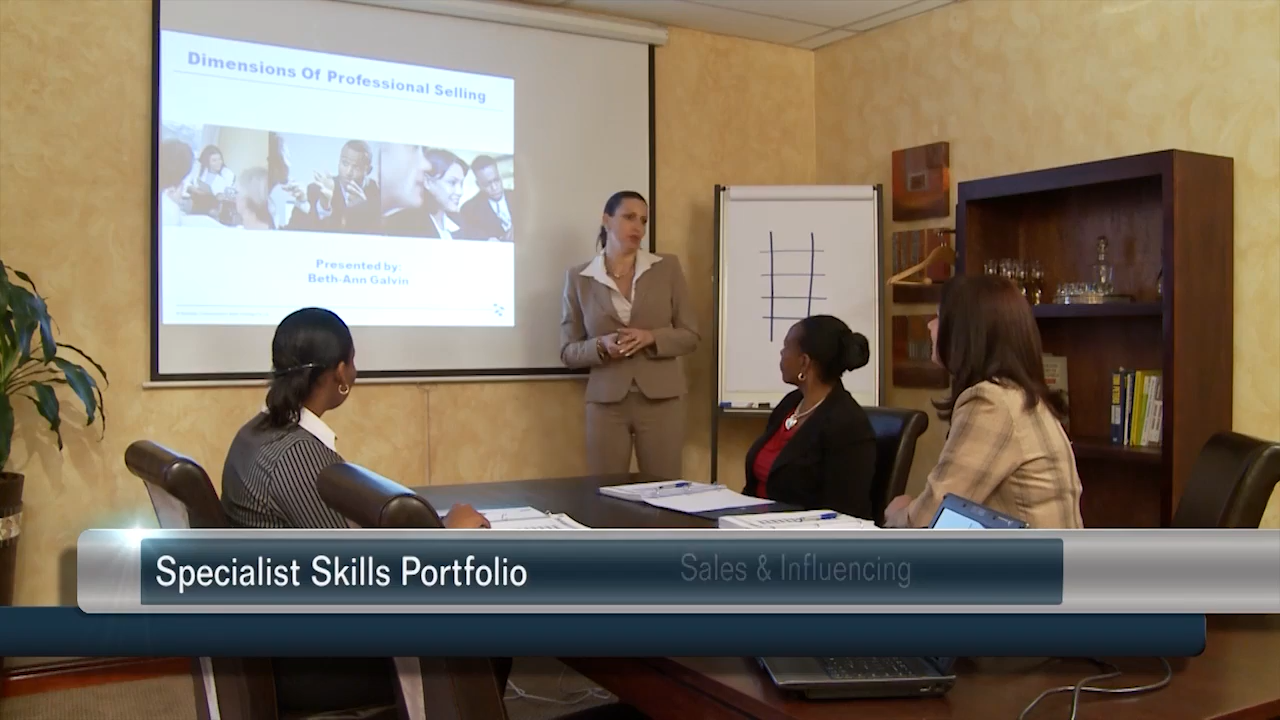 Dimensions Of Professional Selling
Presented by:
Beth-Ann Galvin
Specialist Skills Portfolio
Sales & Influencing